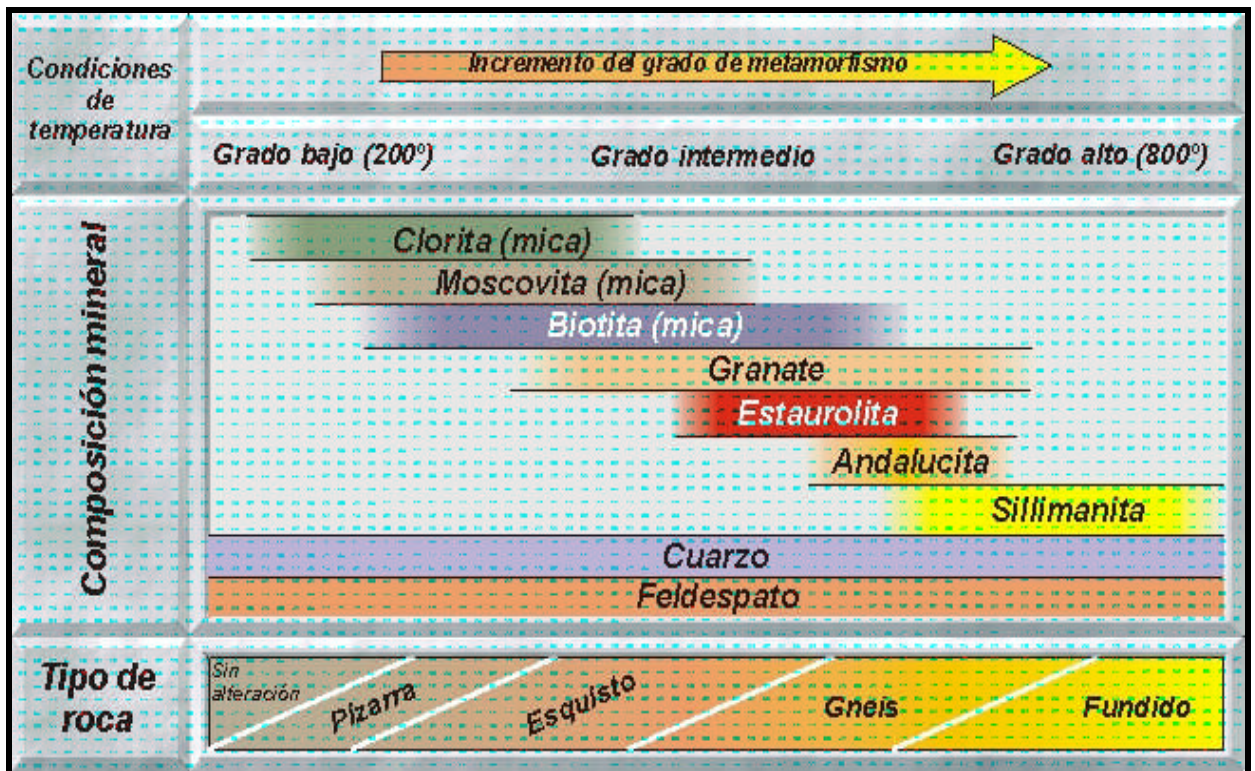 Condiciones
de
temperatura
Incremento del grado de metamorfismo
Grado bajo (200º)
Grado intermedio
Grado alto (800º)
Composición mineral
Clorita (mica)
Moscovita (mica)
Biotita (mica)
Granate
Estaurolita
Andalucita
Sillimanita
Cuarzo
Feldespato
Tipo de
roca
Sin
alteración
Pizarra
Esquisto
Gneis
Fundido